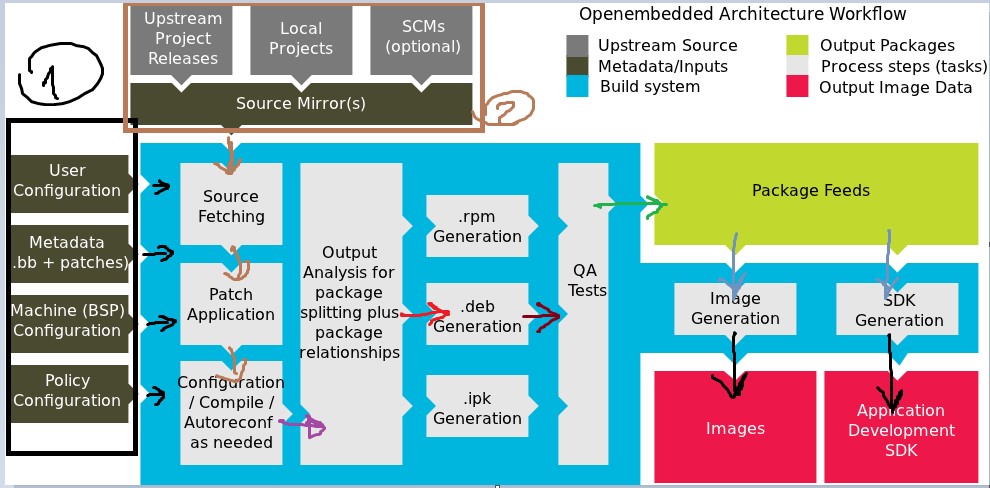 Openembedded Architecture Workflow
Upstream Source
Metadata/Inputs
Build system
Output Packages
Process steps (tasks)
Output Image Data
1
2
Upstream
Project
Releases
Local
Projects
SCMs
(optional)
Source Mirror(s)
User
Configuration
Metadata
.bb + patches)
Machine (BSP)
Configuration
Policy
Configuration
Source
Fetching
Patch
Application
Configuration
/ Compile /
Autoreconf
as needed
Output
Analysis for
package
splitting plus
package
relationships
.rpm
Generation
.deb
Generation
.ipk
Generation
QA
Tests
Package Feeds
Image
Generation
SDK
Generation
Images
Application
Development
SDK